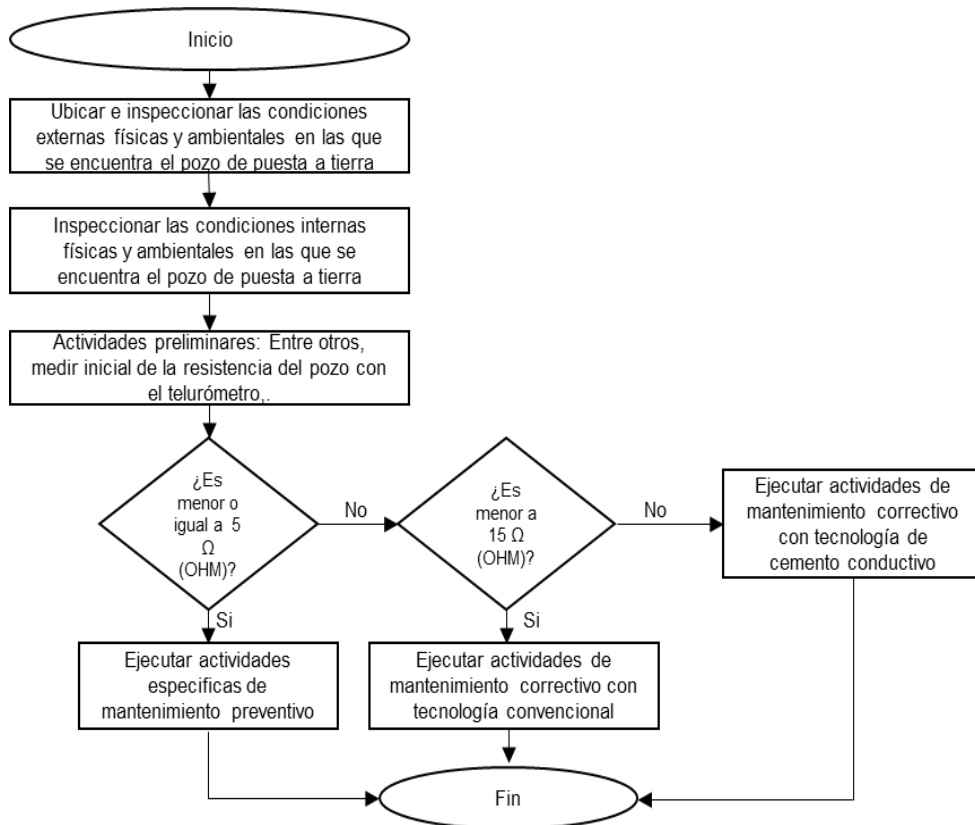 Inicio
Ubicar e inspeccionar las condiciones
externas físicas y ambientales en las que
se encuentra el pozo de puesta a tierra
Inspeccionar las condiciones internas
físicas y ambientales en las que se
encuentra el pozo de puesta a tierra
Actividades preliminares: Entre otros,
medir inicial de la resistencia del pozo con
el telurómetro,.
¿Es
menor o
igual a 5
Ω
(OHM)?
No
¿Es
menor a
15 Ω
(OHM)?
No
Ejecutar actividades de
mantenimiento correctivo
con tecnología de
cemento conductivo
Si
Si
Ejecutar actividades
especificas de
mantenimiento preventivo
Ejecutar actividades de
mantenimiento correctivo con
tecnología convencional
Fin